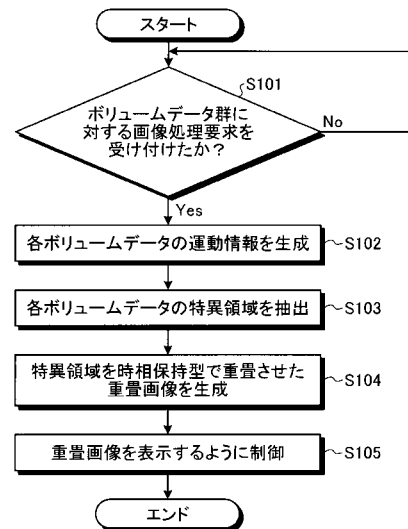 スタート
S101
ボリュームデータ群に
対する画像処理要求を
受け付けたか？
No
Yes
各ボリュームデータの運動情報を生成
S102
各ボリュームデータの特異領域を抽出
S103
特異領域を時相保持型で重畳させた
重畳画像を生成
S104
重畳画像を表示するように制御
S105
エンド